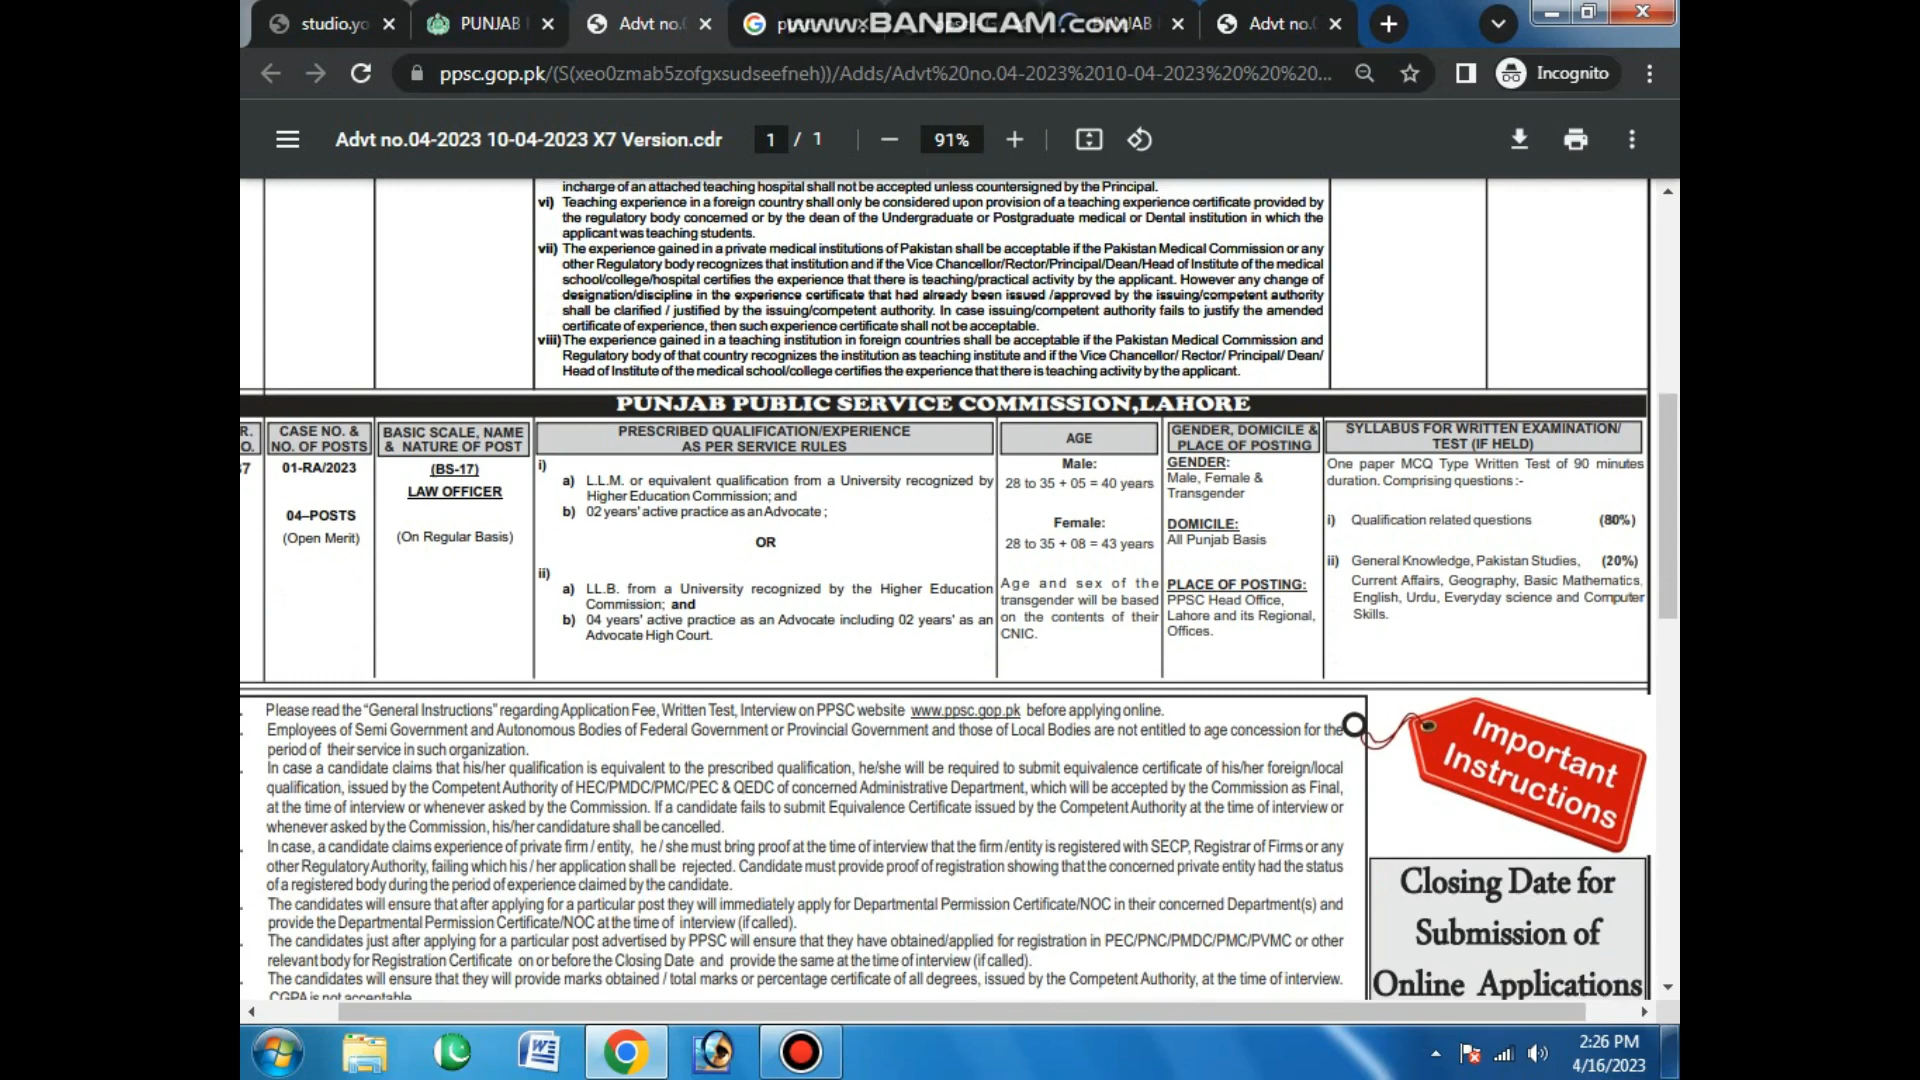 studio.yo
PUNJAB
Advt no.
www.BANDICAM.com
Advt no.
ppsc.gop.pk/(S(xeo0zmab5zofgxsudseefneh))/Adds/Advt%20no.04-2023%2010-04-2023%20%20%20...
Incognito
Advt no.04-2023 10-04-2023 X7 Version.cdr
1 / 1
91%
incharge of an attached teaching hospital shall not be accepted unless countersigned by the Principal.
vi) Teaching experience in a foreign country shall only be considered upon provision of a teaching experience certificate provided by
the regulatory body concerned or by the dean of the Undergraduate or Postgraduate medical or Dental institution in which the
applicant was teaching students.
vii) The experience gained in a private medical institutions of Pakistan shall be acceptable if the Pakistan Medical Commission or any
other Regulatory body recognizes that institution and if the Vice Chancellor/Rector/Principal/Dean/Head of Institute of the medical
school/college/hospital certifies the experience that there is teaching/practical activity by the applicant. However any change of
designation/discipline in the experience certificate that had already been issued /approved by the issuing/competent authority
shall be clarified / justified by the issuing/competent authority. In case issuing/competent authority fails to justify the amended
certificate of experience, then such experience certificate shall not be acceptable.
viii) The experience gained in a teaching institution in foreign countries shall be acceptable if the Pakistan Medical Commission and
Regulatory body of that country recognizes the institution as teaching institute and if the Vice Chancellor/ Rector/ Principal/ Dean/
Head of Institute of the medical school/college certifies the experience that there is teaching activity by the applicant.
PUNJAB PUBLIC SERVICE COMMISSION,LAHORE
R.
O.
CASE NO. &
NO. OF POSTS
BASIC SCALE, NAME
& NATURE OF POST
PRESCRIBED QUALIFICATION/EXPERIENCE
AS PER SERVICE RULES
AGE
GENDER, DOMICILE &
PLACE OF POSTING
SYLLABUS FOR WRITTEN EXAMINATION/
TEST (IF HELD)
37
01-RA/2023
04–POSTS
(Open Merit)
(BS-17)
LAW OFFICER
(On Regular Basis)
i)
a) L.L.M. or equivalent qualification from a University recognized by
Higher Education Commission; and
b) 02 years' active practice as an Advocate ;
OR
ii)
a) LL.B. from a University recognized by the Higher Education
Commission; and
b) 04 years' active practice as an Advocate including 02 years' as an
Advocate High Court.
Male:
28 to 35 + 05 = 40 years
Female:
28 to 35 + 08 = 43 years
Age and sex of the
transgender will be based
on the contents of their
CNIC.
GENDER:
Male, Female &
Transgender
DOMICILE:
All Punjab Basis
PLACE OF POSTING:
PPSC Head Office,
Lahore and its Regional,
Offices.
One paper MCQ Type Written Test of 90 minutes
duration. Comprising questions :-
i) Qualification related questions (80%)
ii) General Knowledge, Pakistan Studies, (20%)
Current Affairs, Geography, Basic Mathematics,
English, Urdu, Everyday science and Computer
Skills.
Please read the “General Instructions” regarding Application Fee, Written Test, Interview on PPSC website www.ppsc.gop.pk before applying online.
Employees of Semi Government and Autonomous Bodies of Federal Government or Provincial Government and those of Local Bodies are not entitled to age concession for the
period of their service in such organization.
In case a candidate claims that his/her qualification is equivalent to the prescribed qualification, he/she will be required to submit equivalence certificate of his/her foreign/local
qualification, issued by the Competent Authority of HEC/PMDC/PMC/PEC & QEDC of concerned Administrative Department, which will be accepted by the Commission as Final,
at the time of interview or whenever asked by the Commission. If a candidate fails to submit Equivalence Certificate issued by the Competent Authority at the time of interview or
whenever asked by the Commission, his/her candidature shall be cancelled.
In case, a candidate claims experience of private firm / entity, he / she must bring proof at the time of interview that the firm /entity is registered with SECP, Registrar of Firms or any
other Regulatory Authority, failing which his / her application shall be rejected. Candidate must provide proof of registration showing that the concerned private entity had the status
of a registered body during the period of experience claimed by the candidate.
The candidates will ensure that after applying for a particular post they will immediately apply for Departmental Permission Certificate/NOC in their concerned Department(s) and
provide the Departmental Permission Certificate/NOC at the time of interview (if called).
The candidates just after applying for a particular post advertised by PPSC will ensure that they have obtained/applied for registration in PEC/PNC/PMDC/PMC/PVMC or other
relevant body for Registration Certificate on or before the Closing Date and provide the same at the time of interview (if called).
The candidates will ensure that they will provide marks obtained / total marks or percentage certificate of all degrees, issued by the Competent Authority, at the time of interview.
CGPA is not acceptable
Important
Instructions
Closing Date for
Submission of
Online Applications
2:26 PM
4/16/2023